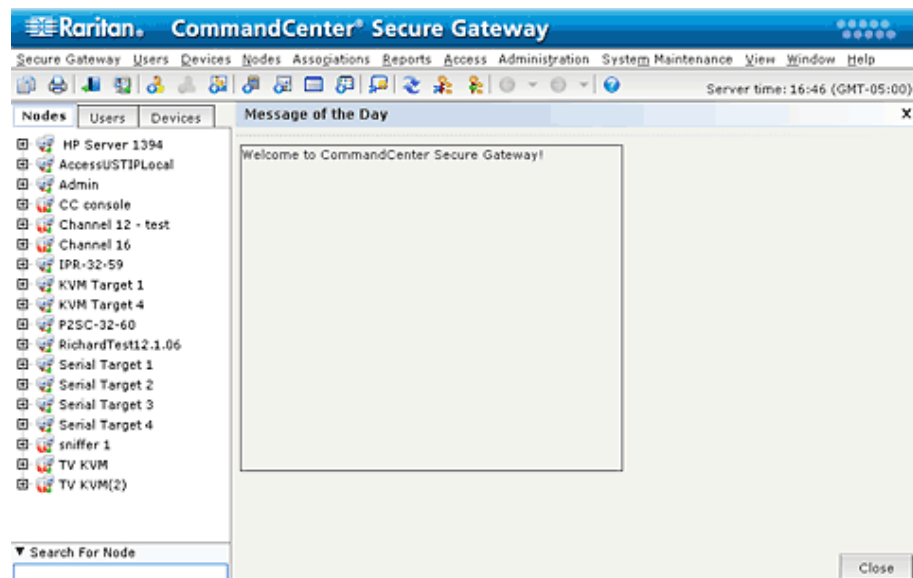 Raritan. CommandCenter® Secure Gateway
Secure Gateway Users Devices Nodes Associations Reports Access Administration System Maintenance View Window Help
Server time: 16:46 (GMT-05:00)
Nodes Users Devices
Message of the Day X
HP Server 1394
AccessUSTIPLocal
Admin
CC console
Channel 12 - test
Channel 16
IPR-32-59
KVM Target 1
KVM Target 4
P2SC-32-60
RichardTest12.1.06
Serial Target 1
Serial Target 2
Serial Target 3
Serial Target 4
sniffer 1
TV KVM
TV KVM(2)
Welcome to CommandCenter Secure Gateway!
Search For Node
Close